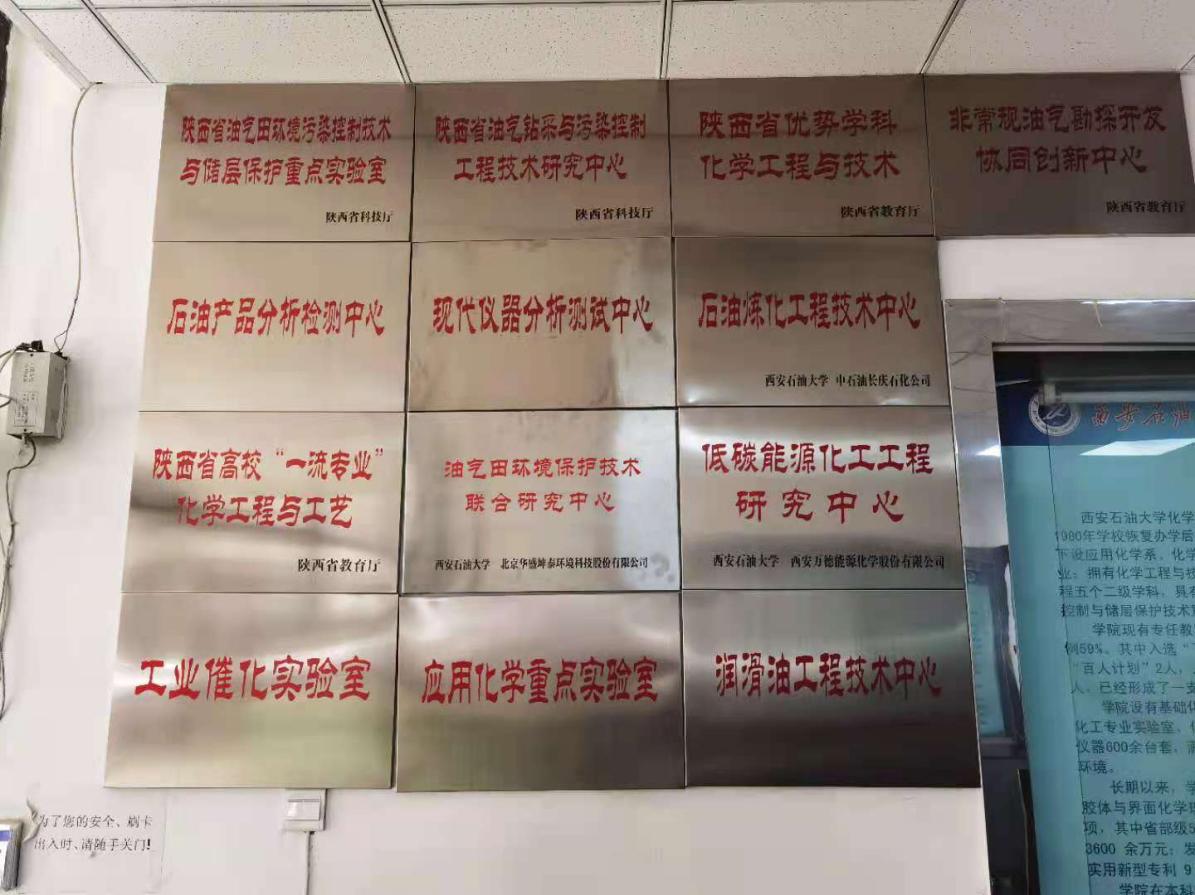 陕西省油气田环境污染控制技术
与储层保护重点实验室
陕西省科技厅
陕西省油气钻采与污染控制
工程技术研究中心
陕西省科技厅
陕西省优势学科
化学工程与技术
陕西省教育厅
非常规油气勘探开发
协同创新中心
陕西省教育厅
石油产品分析检测中心
现代仪器分析测试中心
石油炼化工程技术中心
西安石油大学 中石油长庆石化公司
陕西省高校“一流专业”
化学工程与工艺
陕西省教育厅
油气田环境保护技术
联合研究中心
西安石油大学 北京华盛坤泰环境科技股份有限公司
低碳能源化工工程
研究中心
西安石油大学 西安万德能源化学股份有限公司
工业催化实验室
应用化学重点实验室
润滑油工程技术中心
为了您的安全、刷卡
出入时、请随手关门!
西安石油
西安石油大学化学
1980年学校恢复办学后
下设应用化学系、化学
业；拥有化学工程与技
程五个二级学科，具有
控制与储层保护技术
学院现有专任教
例59%。其中入选“
“百人计划”2人，
人，已经形成了一支
学院设有基础化
化工专业实验室、
仪器600余台套，满
环境。
长期以来，学
胶体与界面化学
项，其中省部级5
3600 余万元；发
实用新型专利 9
学院在本科